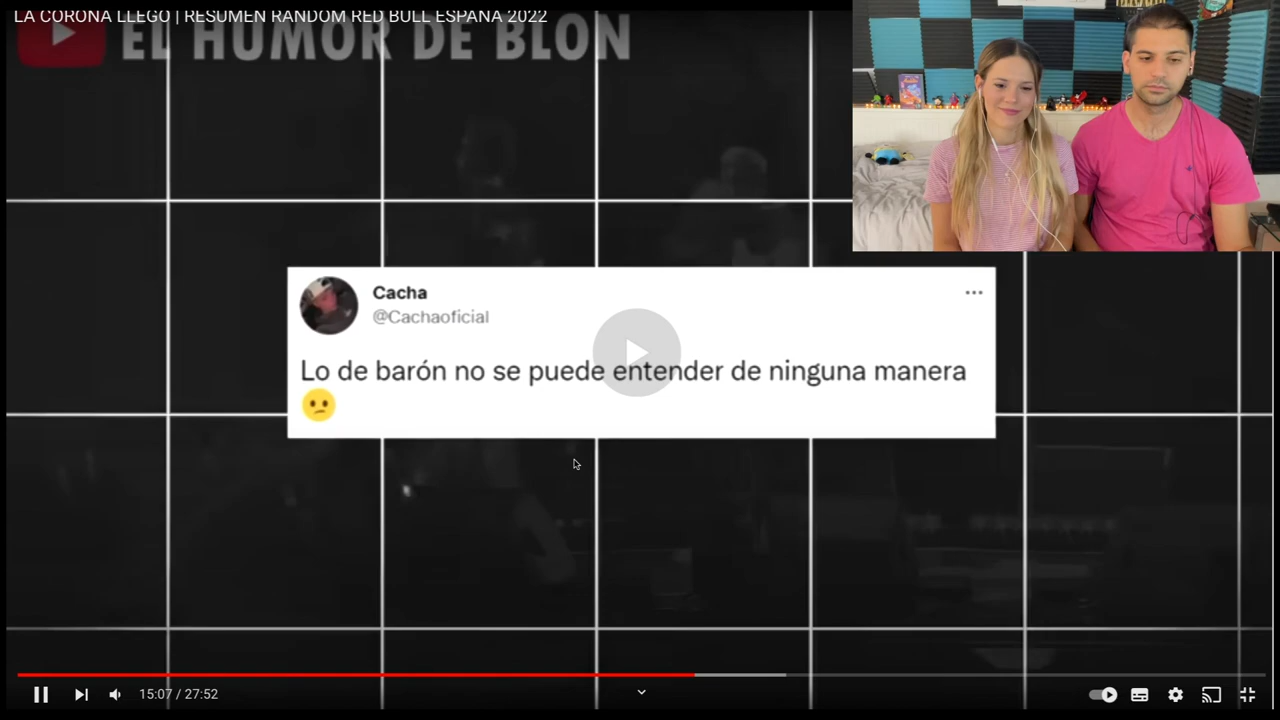 LA CORONA LLEGO | RESUMEN RANDOM RED BULL ESPAÑA 2022
EL HUMOR DE BLON
Cacha
@Cachaoficial
Lo de barón no se puede entender de ninguna manera
15:07 / 27:52